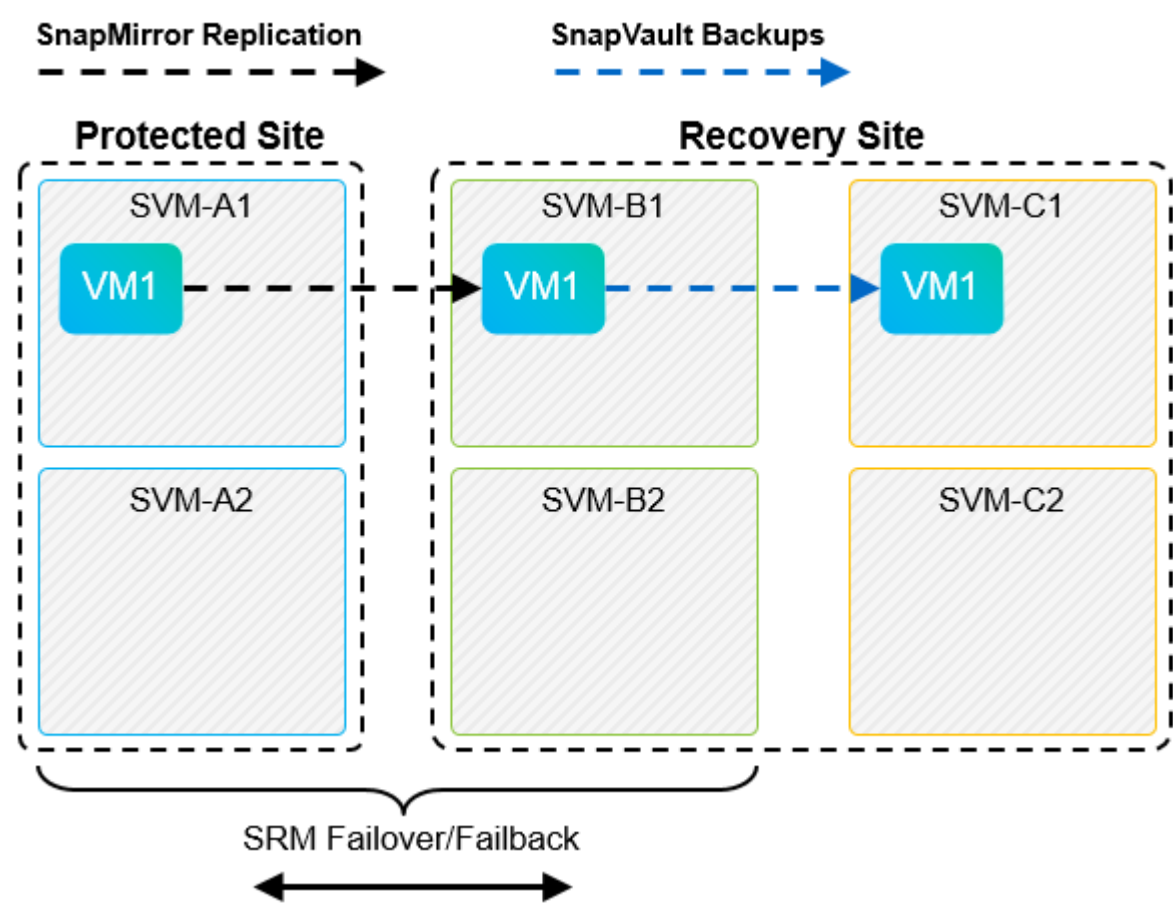 SnapMirror Replication
SnapVault Backups
Protected Site
Recovery Site
SVM-A1
SVM-B1
SVM-C1
VM1
VM1
VM1
SVM-A2
SVM-B2
SVM-C2
SRM Failover/Failback